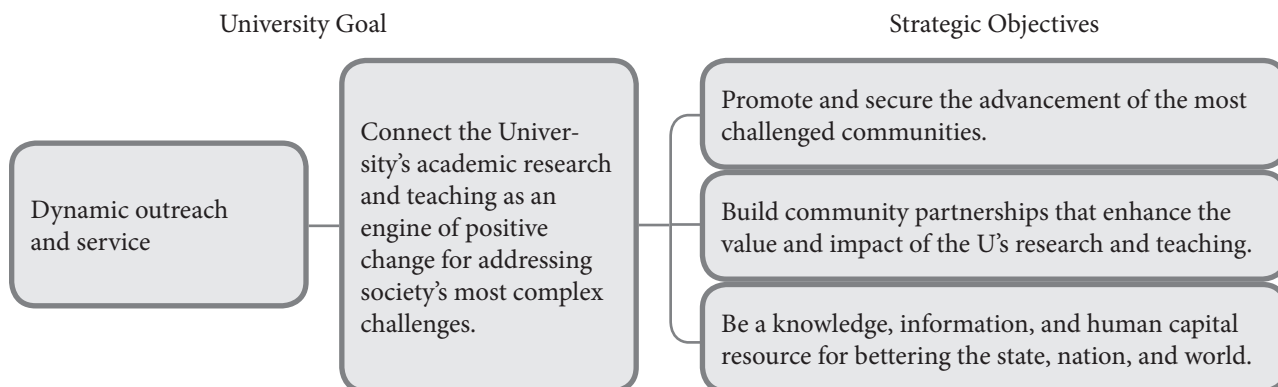 University Goal
Strategic Objectives
Dynamic outreach
and service
Connect the Univer-
sity’s academic research
and teaching as an
engine of positive
change for addressing
society’s most complex
challenges.
Promote and secure the advancement of the most
challenged communities.
Build community partnerships that enhance the
value and impact of the U’s research and teaching.
Be a knowledge, information, and human capital
resource for bettering the state, nation, and world.